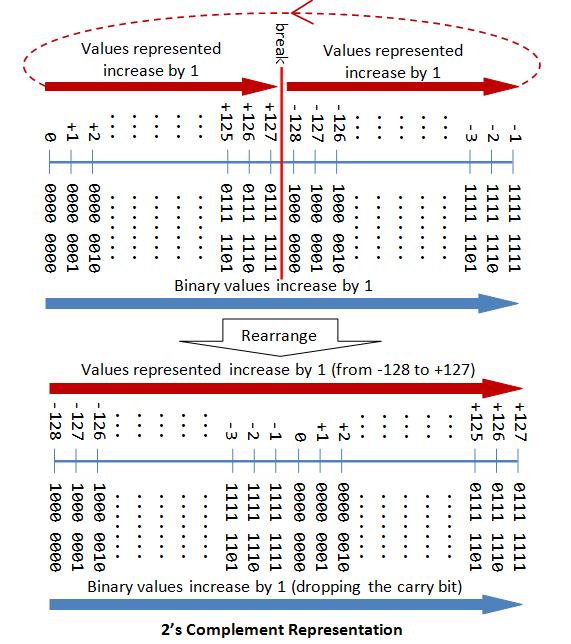 Values represented
increase by 1
break
Values represented
increase by 1
0 +1 +2 +125 +126 +127 -128 -127 -126 -3 -2 -1
0000 0000
0000 0001
0000 0010
0111 1101
0111 1110
0111 1111
1000 0000
1000 0001
1000 0010
1111 1101
1111 1110
1111 1111
Binary values increase by 1
Rearrange
Values represented increase by 1 (from -128 to +127)
-128 -127 -126 -3 -2 -1 0 +1 +2 +125 +126 +127
1000 0000
1000 0001
1000 0010
1111 1101
1111 1110
1111 1111
0000 0000
0000 0001
0000 0010
0111 1101
0111 1110
0111 1111
Binary values increase by 1 (dropping the carry bit)
2's Complement Representation